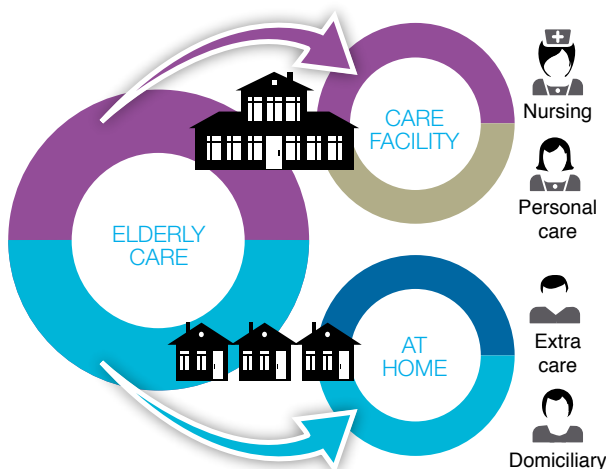 ELDERLY
CARE
CARE
FACILITY
Nursing
Personal
care
AT
HOME
Extra
care
Domiciliary